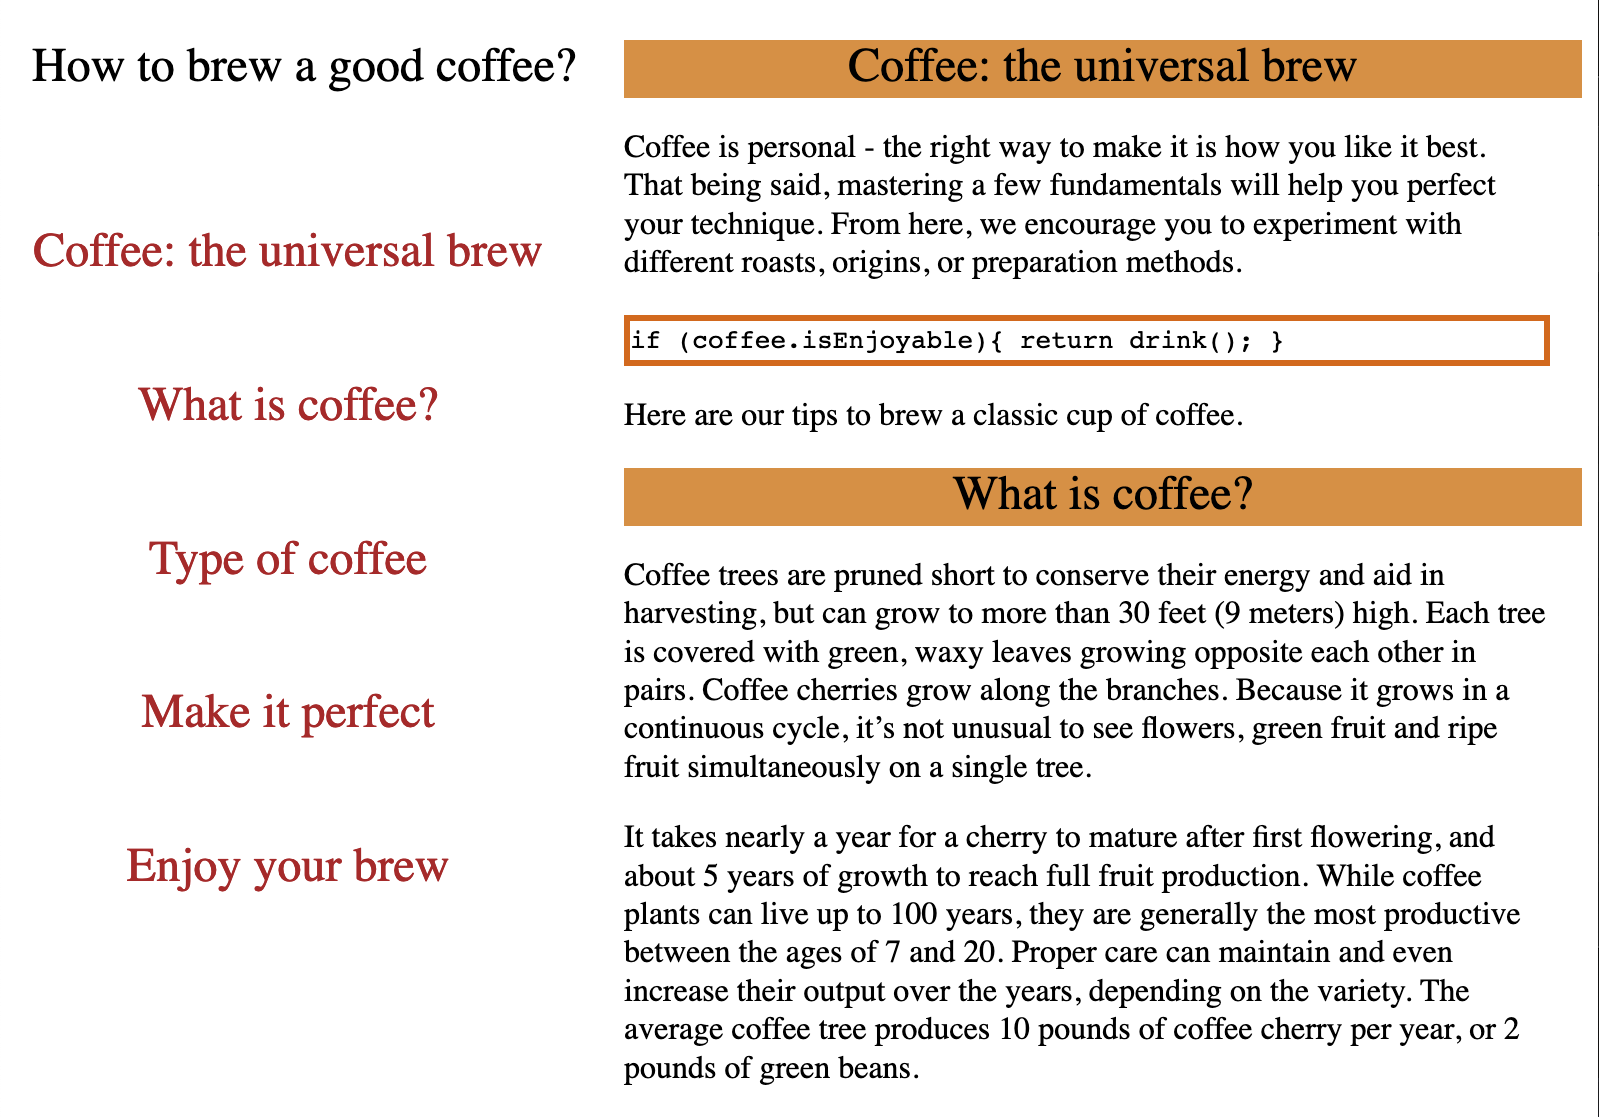 How to brew a good coffee?
Coffee: the universal brew
What is coffee?
Type of coffee
Make it perfect
Enjoy your brew
Coffee: the universal brew
Coffee is personal - the right way to make it is how you like it best.
That being said, mastering a few fundamentals will help you perfect
your technique. From here, we encourage you to experiment with
different roasts, origins, or preparation methods.
if (coffee.isEnjoyable){ return drink(); }
Here are our tips to brew a classic cup of coffee.
What is coffee?
Coffee trees are pruned short to conserve their energy and aid in
harvesting, but can grow to more than 30 feet (9 meters) high. Each tree
is covered with green, waxy leaves growing opposite each other in
pairs. Coffee cherries grow along the branches. Because it grows in a
continuous cycle, it’s not unusual to see flowers, green fruit and ripe
fruit simultaneously on a single tree.
It takes nearly a year for a cherry to mature after first flowering, and
about 5 years of growth to reach full fruit production. While coffee
plants can live up to 100 years, they are generally the most productive
between the ages of 7 and 20. Proper care can maintain and even
increase their output over the years, depending on the variety. The
average coffee tree produces 10 pounds of coffee cherry per year, or 2
pounds of green beans.